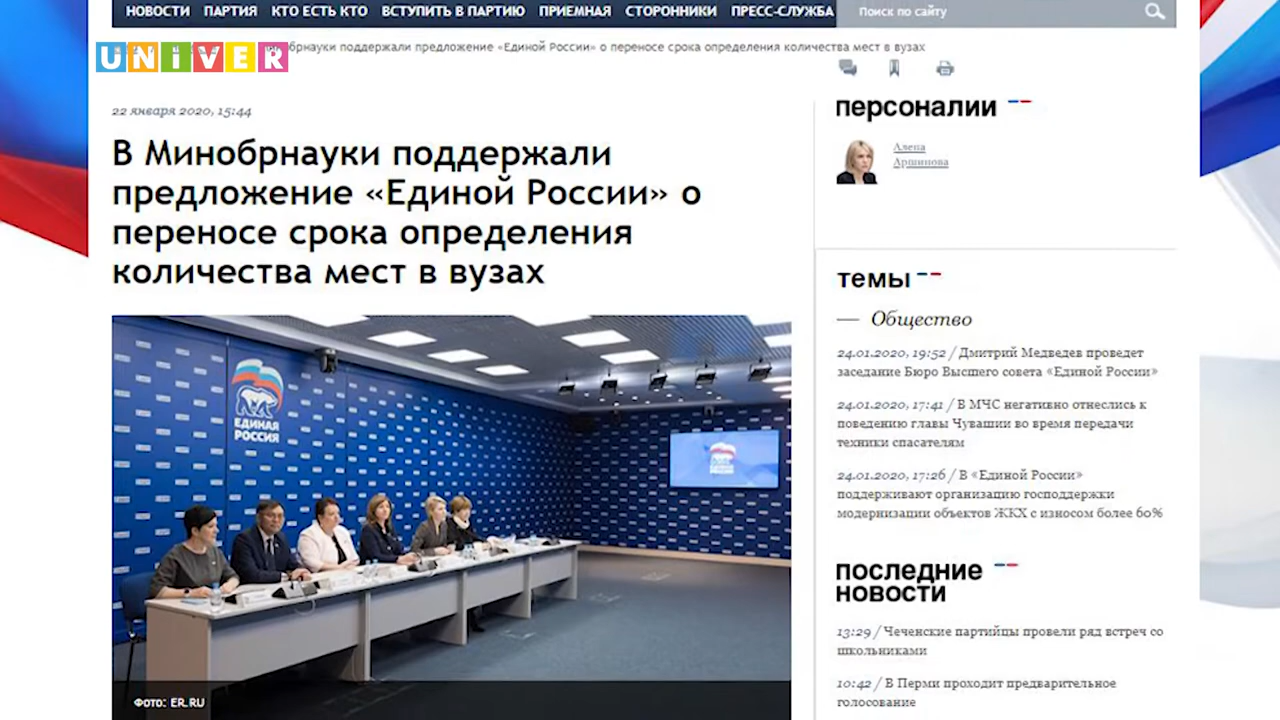 НОВОСТИ ПАРТИЯ КТО ЕСТЬ КТО ВСТУПИТЬ В ПАРТИЮ ПРИЕМНАЯ СТОРОННИКИ ПРЕСС-СЛУЖБА Поиск по сайту
UNIVER
поддержали предложение «Единой России» о переносе срока определения количества мест в вузах
22 января 2020, 15:44
В Минобрнауки поддержали
предложение «Единой России» о
переносе срока определения
количества мест в вузах
ЕДИНАЯ
РОССИЯ
ЕДИНАЯ
РОССИЯ
Фото: ER.RU
персоналии
Алена
Аршинова
темы
— Общество
24.01.2020, 19:52 / Дмитрий Медведев проведет
заседание Бюро Высшего совета «Единой России»
24.01.2020, 17:41 / В МЧС негативно отнеслись к
поведению главы Чувашии во время передачи
техники спасателям
24.01.2020, 17:26 / В «Единой России»
поддерживают организацию господдержки
модернизации объектов ЖКХ с износом более 60%
последние
новости
13:29 / Чеченские партийцы провели ряд встреч со
школьниками
10:42 / В Перми проходит предварительное
голосование